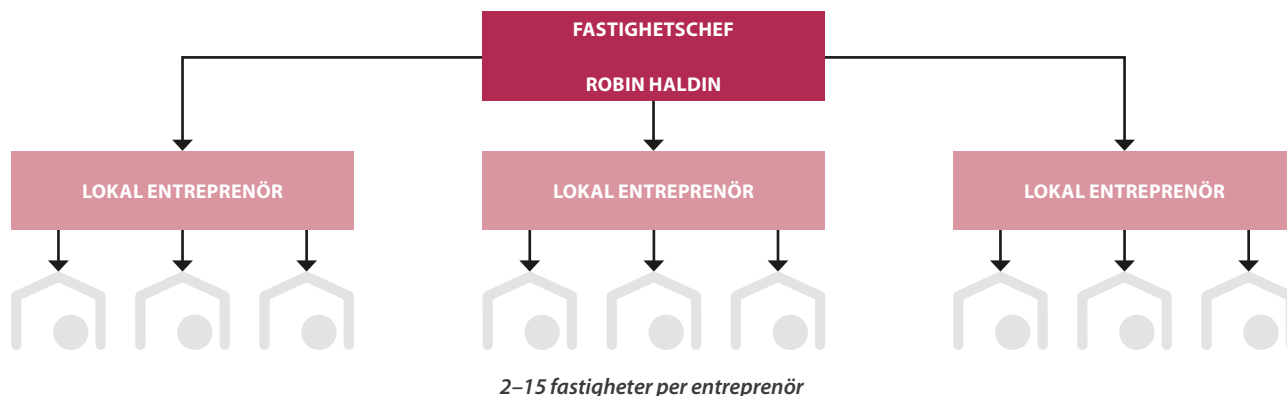 FASTIGHETSCHEF
ROBIN HALDIN
LOKAL ENTREPRENÖR
LOKAL ENTREPRENÖR
LOKAL ENTREPRENÖR
2–15 fastigheter per entreprenör